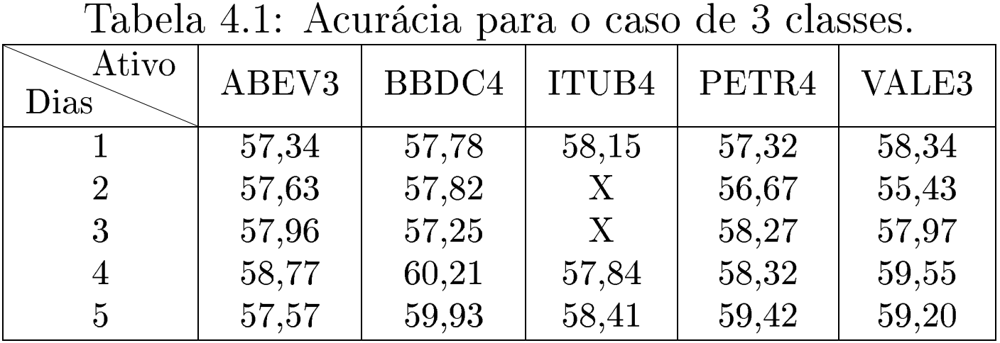 Tabela 4.1: Acurácia para o caso de 3 classes.
Ativo
Dias
ABEV3 BBDC4 ITUB4 PETR4 VALE3
1 57,34 57,78 58,15 57,32 58,34
2 57,63 57,82 X 56,67 55,43
3 57,96 57,25 X 58,27 57,97
4 58,77 60,21 57,84 58,32 59,55
5 57,57 59,93 58,41 59,42 59,20